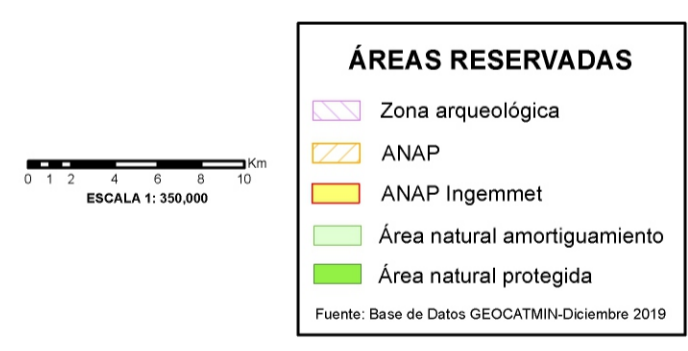 ÁREAS RESERVADAS
Zona arqueológica
ANAP
ANAP Ingemmet
Área natural amortiguamiento
Área natural protegida
Fuente: Base de Datos GEOCATMIN-Diciembre 2019
Km
0 1 2 4 6 8 10
ESCALA 1: 350,000